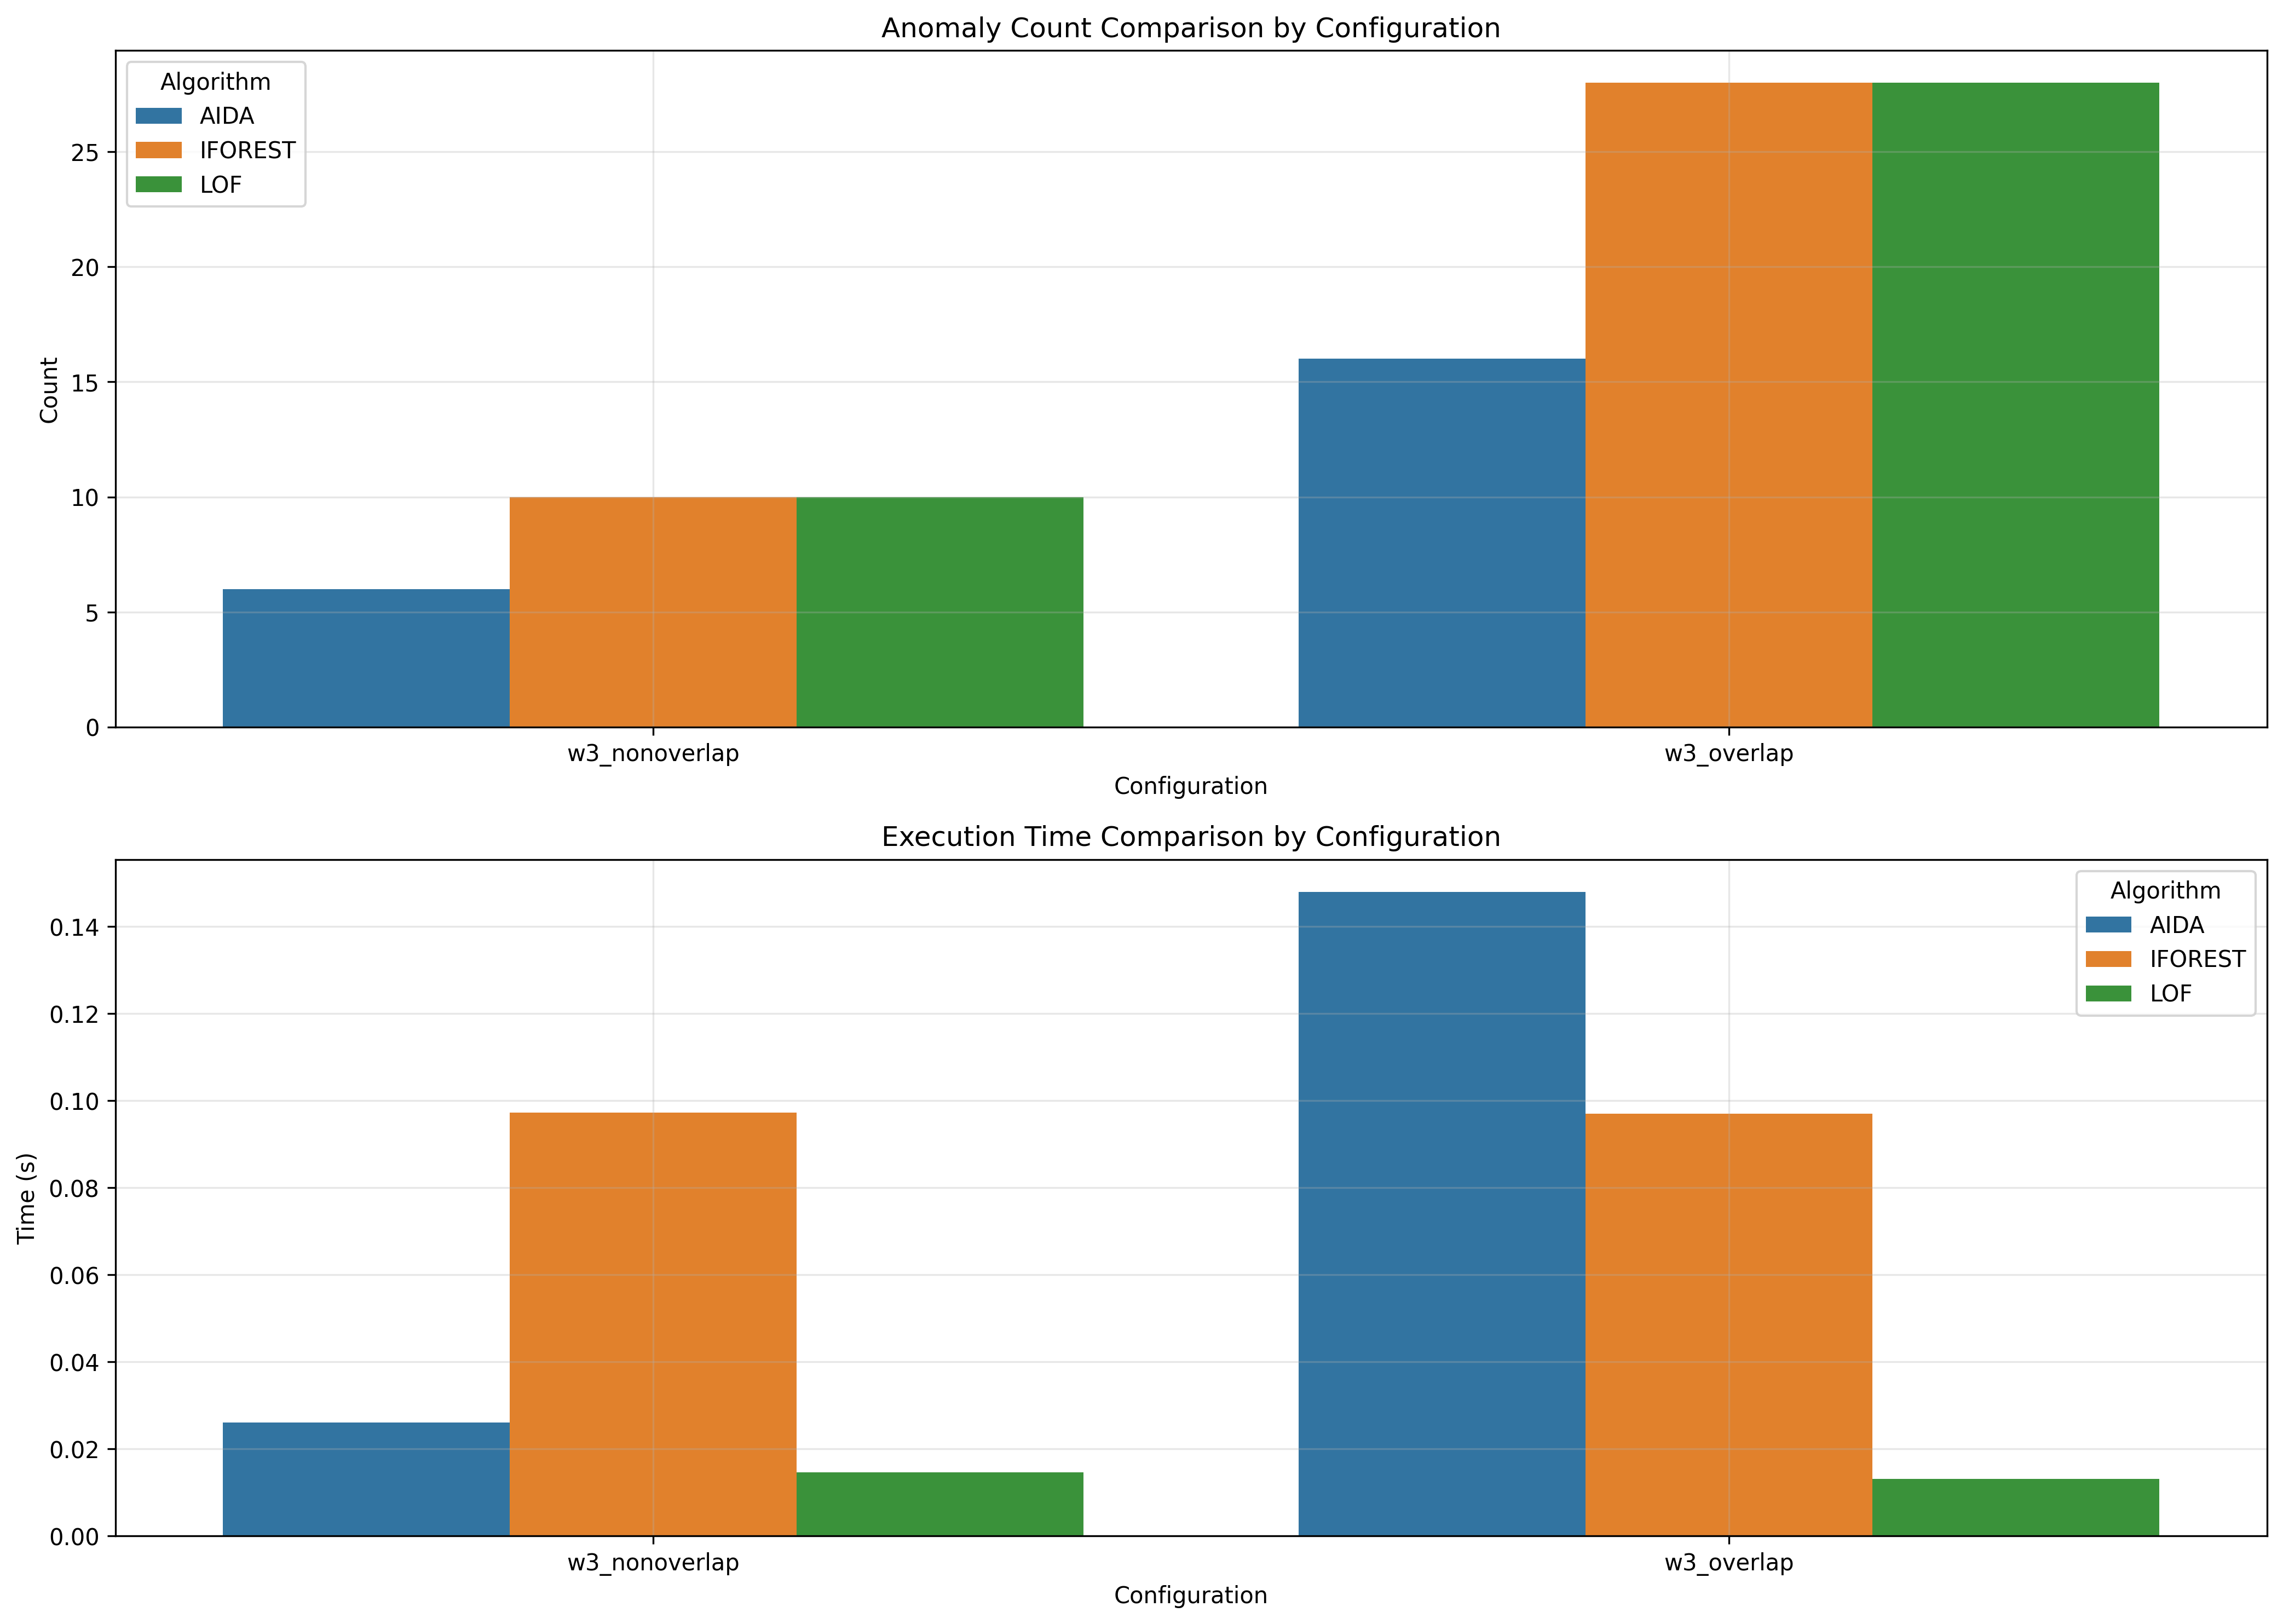 Anomaly Count Comparison by Configuration
Algorithm
AIDA
IFOREST
LOF
Count
25
20
15
10
5
0
w3_nonoverlap
w3_overlap
Configuration
Execution Time Comparison by Configuration
Algorithm
AIDA
IFOREST
LOF
Time (s)
0.14
0.12
0.10
0.08
0.06
0.04
0.02
0.00
w3_nonoverlap
w3_overlap
Configuration